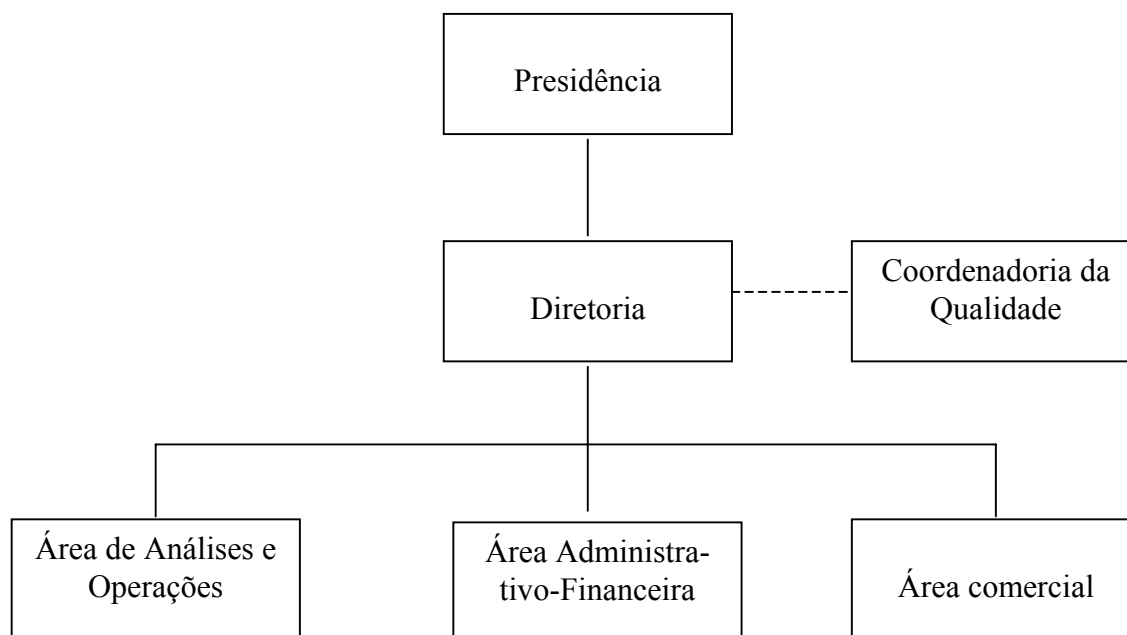 Presidência
Diretoria
Coordenadoria da
Qualidade
Área de Análises e
Operações
Área Administra-
tivo-Financeira
Área comercial